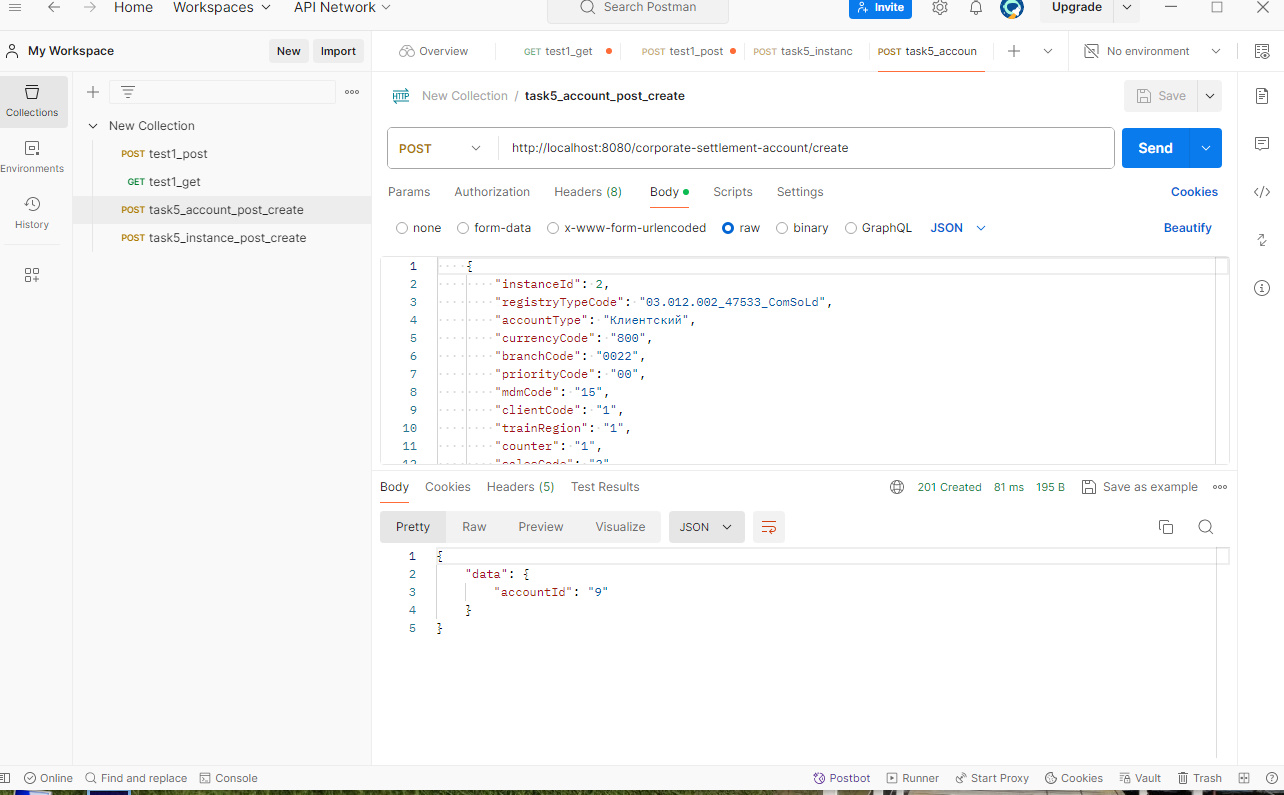 Home Workspaces API Network Search Postman Invite Upgrade
My Workspace New Import Overview GET test1_get POST test1_post POST task5_instanc POST task5_accoun No environment
Collections
Environments
History
New Collection
POST test1_post
GET test1_get
POST task5_account_post_create
POST task5_instance_post_create
HTTP New Collection / task5_account_post_create Save
POST http://localhost:8080/corporate-settlement-account/create Send
Params Authorization Headers (8) Body Scripts Settings Cookies
none form-data x-www-form-urlencoded raw binary GraphQL JSON Beautify
1 {
2 "instanceId": 2,
3 "registryTypeCode": "03.012.002_47533_ComSoLd",
4 "accountType": "Клиентский",
5 "currencyCode": "800",
6 "branchCode": "0022",
7 "priorityCode": "00",
8 "mdmCode": "15",
9 "clientCode": "1",
10 "trainRegion": "1",
11 "counter": "1",
Body Cookies Headers (5) Test Results 201 Created 81 ms 195 B Save as example
Pretty Raw Preview Visualize JSON
1 {
2 "data": {
3 "accountId": "9"
4 }
5 }
Online Find and replace Console Postbot Runner Start Proxy Cookies Vault Trash